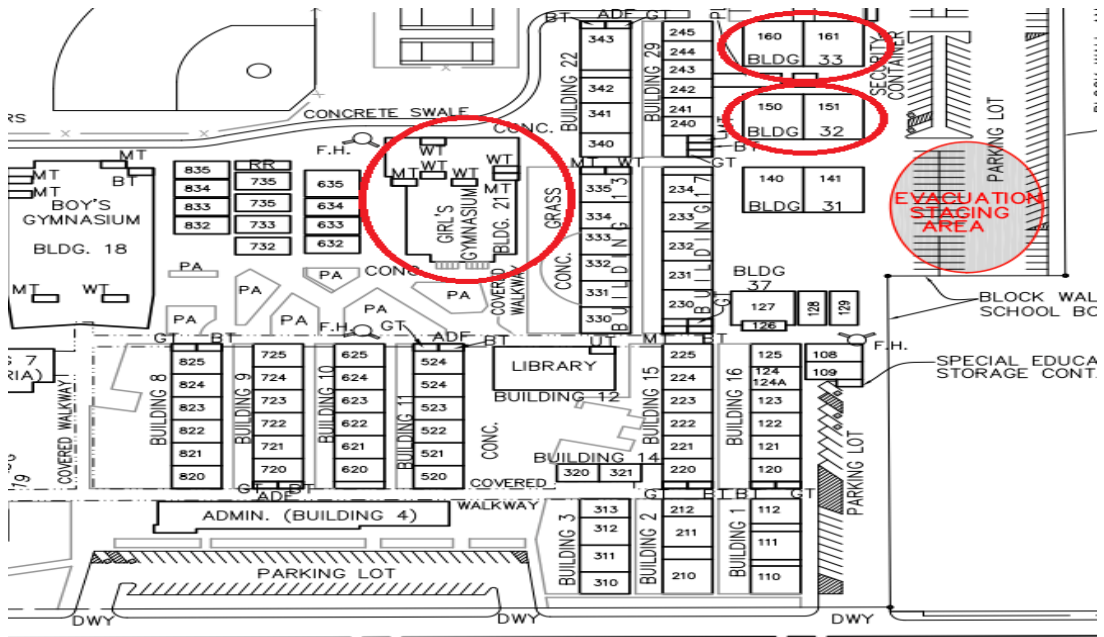 BT
ADF
GT
343
342
341
340
BUILDING 22
BUILDING 29
245
244
243
242
241
240
BT
GT
160
161
BLDG
33
150
151
BLDG
32
140
141
BLDG
31
SECURITY
CONTAINER
PARKING LOT
EVACUATION
STAGING
AREA
RS
CONCRETE SWALE
CONC.
F.H.
MT
MT
MT
BT
BOY'S
GYMNASIUM
BLDG. 18
MT
WT
835
834
833
832
RR
735
735
733
732
635
634
633
632
WT
WT
WT
MT
WT
WT
MT
GIRL'S
GYMNASIUM
BLDG. 21
GRASS
CONC.
COVERED
WALKWAY
MT
WT
335
334
333
332
331
330
BUILDING 13
GT
234
233
232
231
230
BUILDING 17
GT
BLDG
37
127
126
128
129
BLOCK WAL
SCHOOL BO
PA
PA
PA
PA
PA
PA
PA
CONC.
F.H.
GT
ADF
BT
GT
BT
G 7
RIA)
COVERED WALKWAY
19
BUILDING 8
825
824
823
822
821
820
BUILDING 9
725
724
723
722
721
720
BUILDING 10
625
624
623
622
621
620
BUILDING 11
524
524
523
522
521
520
UT
LIBRARY
BUILDING 12
CONC.
BUILDING 14
320
321
M
BT
BUILDING 15
225
224
223
222
221
220
BUILDING 16
125
124
124A
123
122
121
120
108
109
F.H.
SPECIAL EDUCA
STORAGE CONT
PARKING LOT
GT
BT
ADF
COVERED
WALKWAY
ADMIN. (BUILDING 4)
GT
BT
BT
GT
BUILDING 3
313
312
311
310
BUILDING 2
212
211
210
BUILDING 1
112
111
110
PARKING LOT
DWY
DWY
DWY